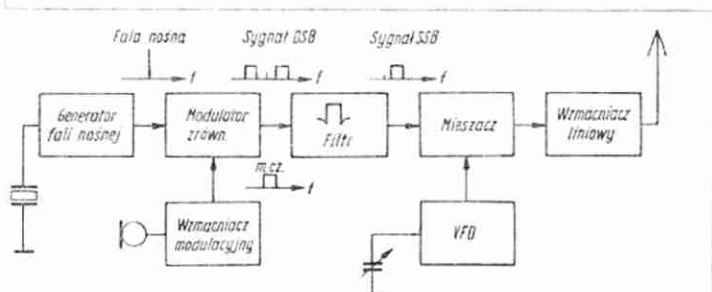 Fala nośna
Sygnał DSB
Sygnał SSB
f
f
f
Generator
fali nośnej
Modulator
zrówn.
Filtr
Mieszacz
Wzmacniacz
liniowy
m.cz.
f
Wzmacniacz
modulacyjny
VFO